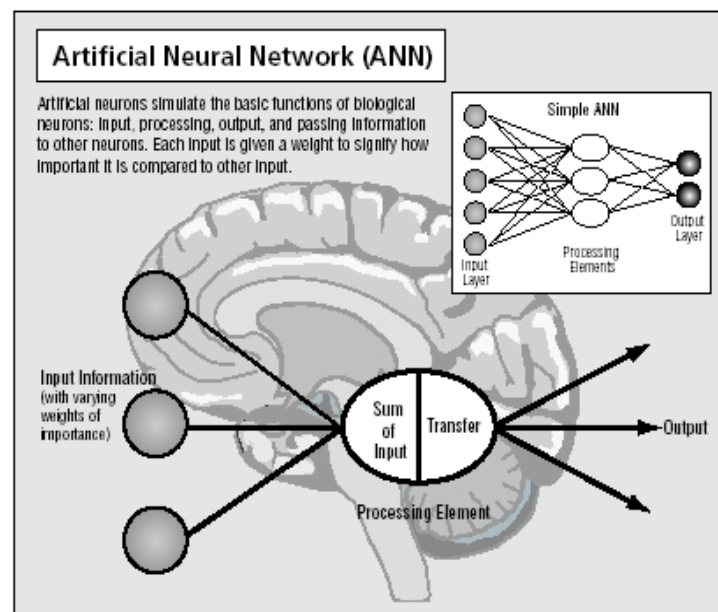 Artificial Neural Network (ANN)
Artificial neurons simulate the basic functions of biological
neurons: input, processing, output, and passing information
to other neurons. Each input is given a weight to signify how
important it is compared to other input.
Simple ANN
Input
Layer
Processing
Elements
Output
Layer
Input Information
(with varying
weights of
importance)
Sum
of
Input
Transfer
Output
Processing Element